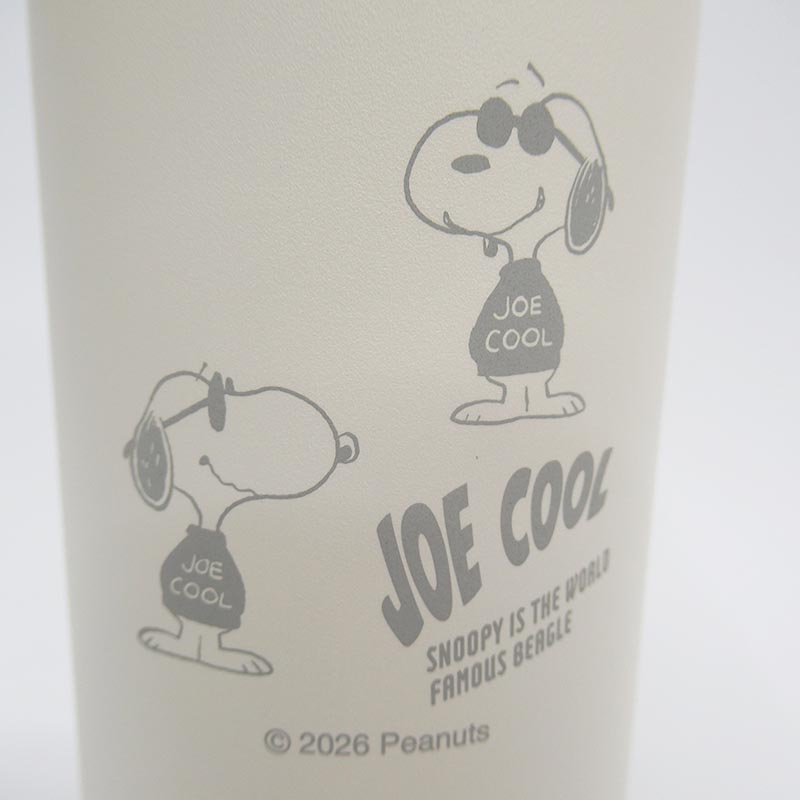 JOE
COOL
JOE
COOL
JOE COOL
SNOOPY IS THE WORLD
FAMOUS BEAGLE
© 2026 Peanuts